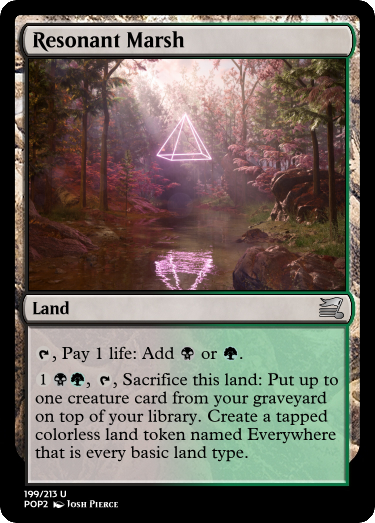 Resonant Marsh
Land
, Pay 1 life: Add or .
1 , , Sacrifice this land: Put up to
one creature card from your graveyard
on top of your library. Create a tapped
colorless land token named Everywhere
that is every basic land type.
199/213 U
POP2 Josh Pierce